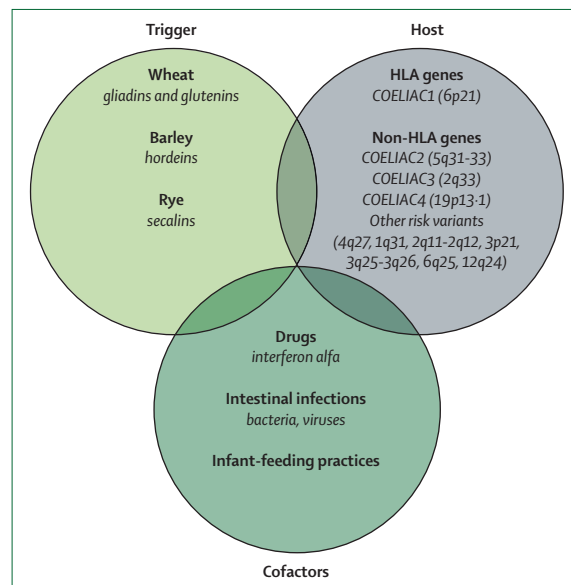 Trigger
Host
Wheat
gliadins and glutenins
Barley
hordeins
Rye
secalins
HLA genes
COELIAC1 (6p21)
Non-HLA genes
COELIAC2 (5q31-33)
COELIAC3 (2q33)
COELIAC4 (19p13·1)
Other risk variants
(4q27, 1q31, 2q11-2q12, 3p21,
3q25-3q26, 6q25, 12q24)
Drugs
interferon alfa
Intestinal infections
bacteria, viruses
Infant-feeding practices
Cofactors